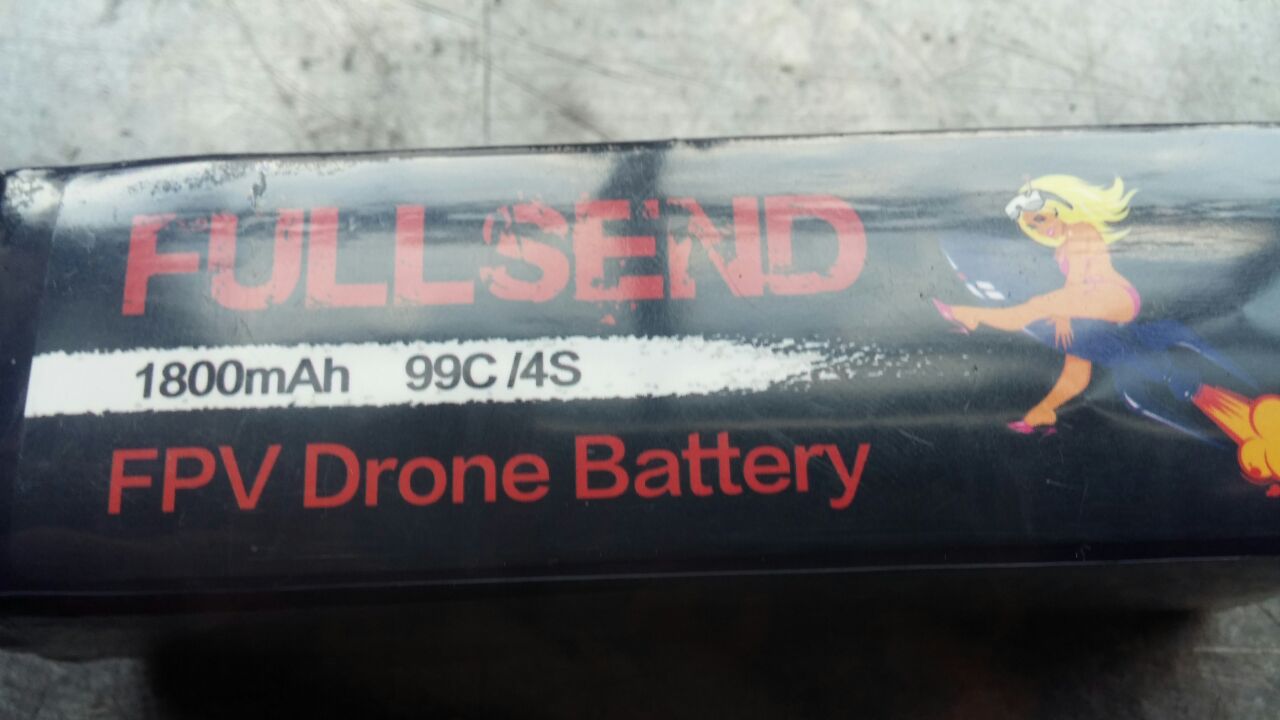 FULLSEND
1800mAh 99C/4S
FPV Drone Battery